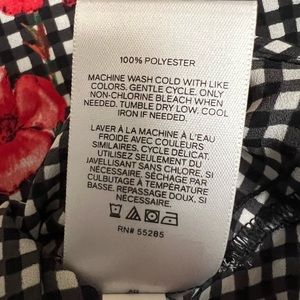 100% POLYESTER
MACHINE WASH COLD WITH LIKE
COLORS. GENTLE CYCLE. ONLY
NON-CHLORINE BLEACH WHEN
NEEDED. TUMBLE DRY LOW. COOL
IRON IF NEEDED.
LAVER À LA MACHINE À L'EAU
FROIDE AVEC COULEURS
SIMILAIRES. CYCLE DÉLICAT.
UTILISEZ SEULEMENT DU
JAVELLISANT SANS CHLORE, SI
NÉCESSAIRE. SÉCHAGE PAR
CULBUTAGE À TEMPÉRATURE
BASSE. REPASSAGE DOUX, SI
NÉCESSAIRE.
RN# 55285